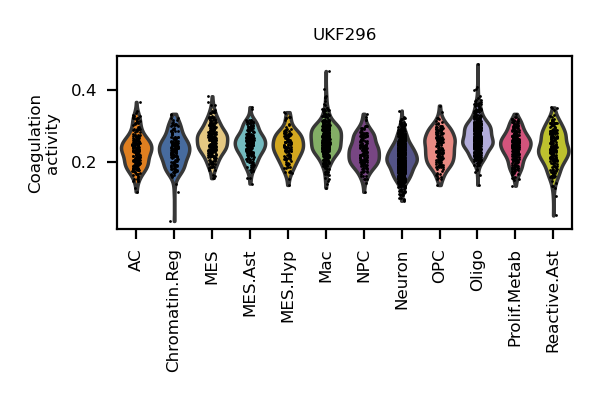 UKF296
Coagulation
activity
0.4
0.2
AC
Chromatin.Reg
MES
MES.Ast
MES.Hyp
Mac
NPC
Neuron
OPC
Oligo
Prolif.Metab
Reactive.Ast